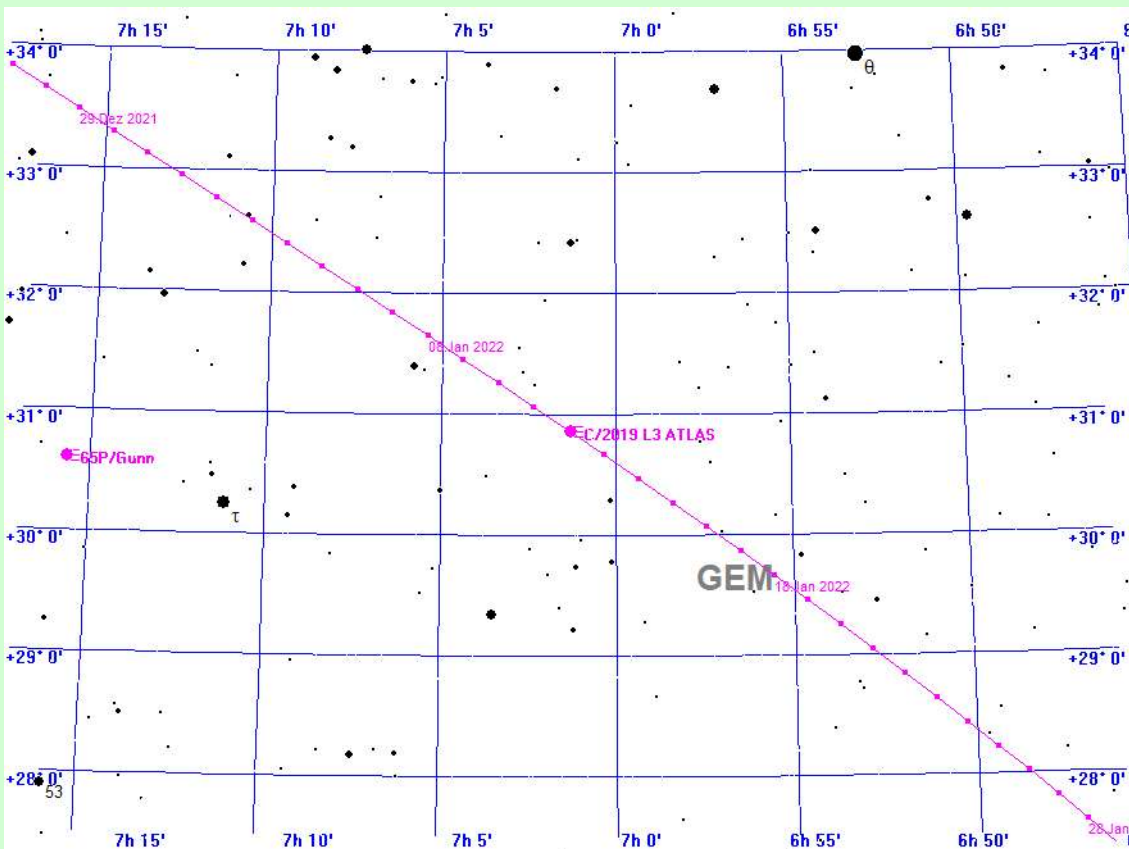 7h 15' 7h 10' 7h 5' 7h 0' 6h 55' 6h 50'
+34° 0' +34° 0'
θ
29.Dez 2021
+33° 0' +33° 0'
+32° 0' +32° 0'
08.Jan 2022
+31° 0' +31° 0'
C/2019 L3 ATLAS
65P/Gunn
τ
+30° 0' +30° 0'
GEM
18.Jan 2022
+29° 0' +29° 0'
+28° 0' +28° 0'
53
28.Jan
7h 15' 7h 10' 7h 5' 7h 0' 6h 55' 6h 50'